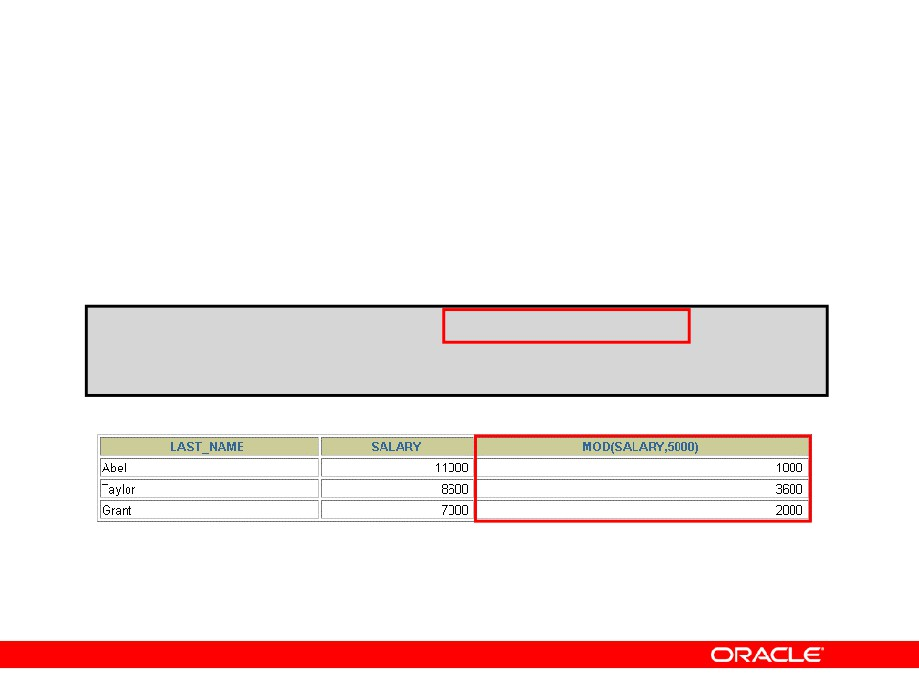 LAST_NAME SALARY MOD(SALARY,5000)
Abel 11000 1000
Taylor 8600 3600
Grant 7000 2000
ORACLE